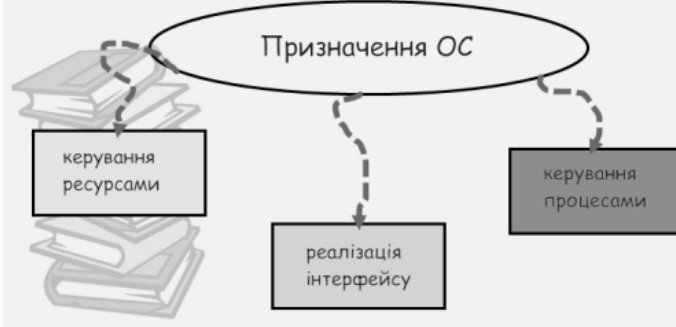 Призначення ОС
керування
ресурсами
реалізація
інтерфейсу
керування
процесами